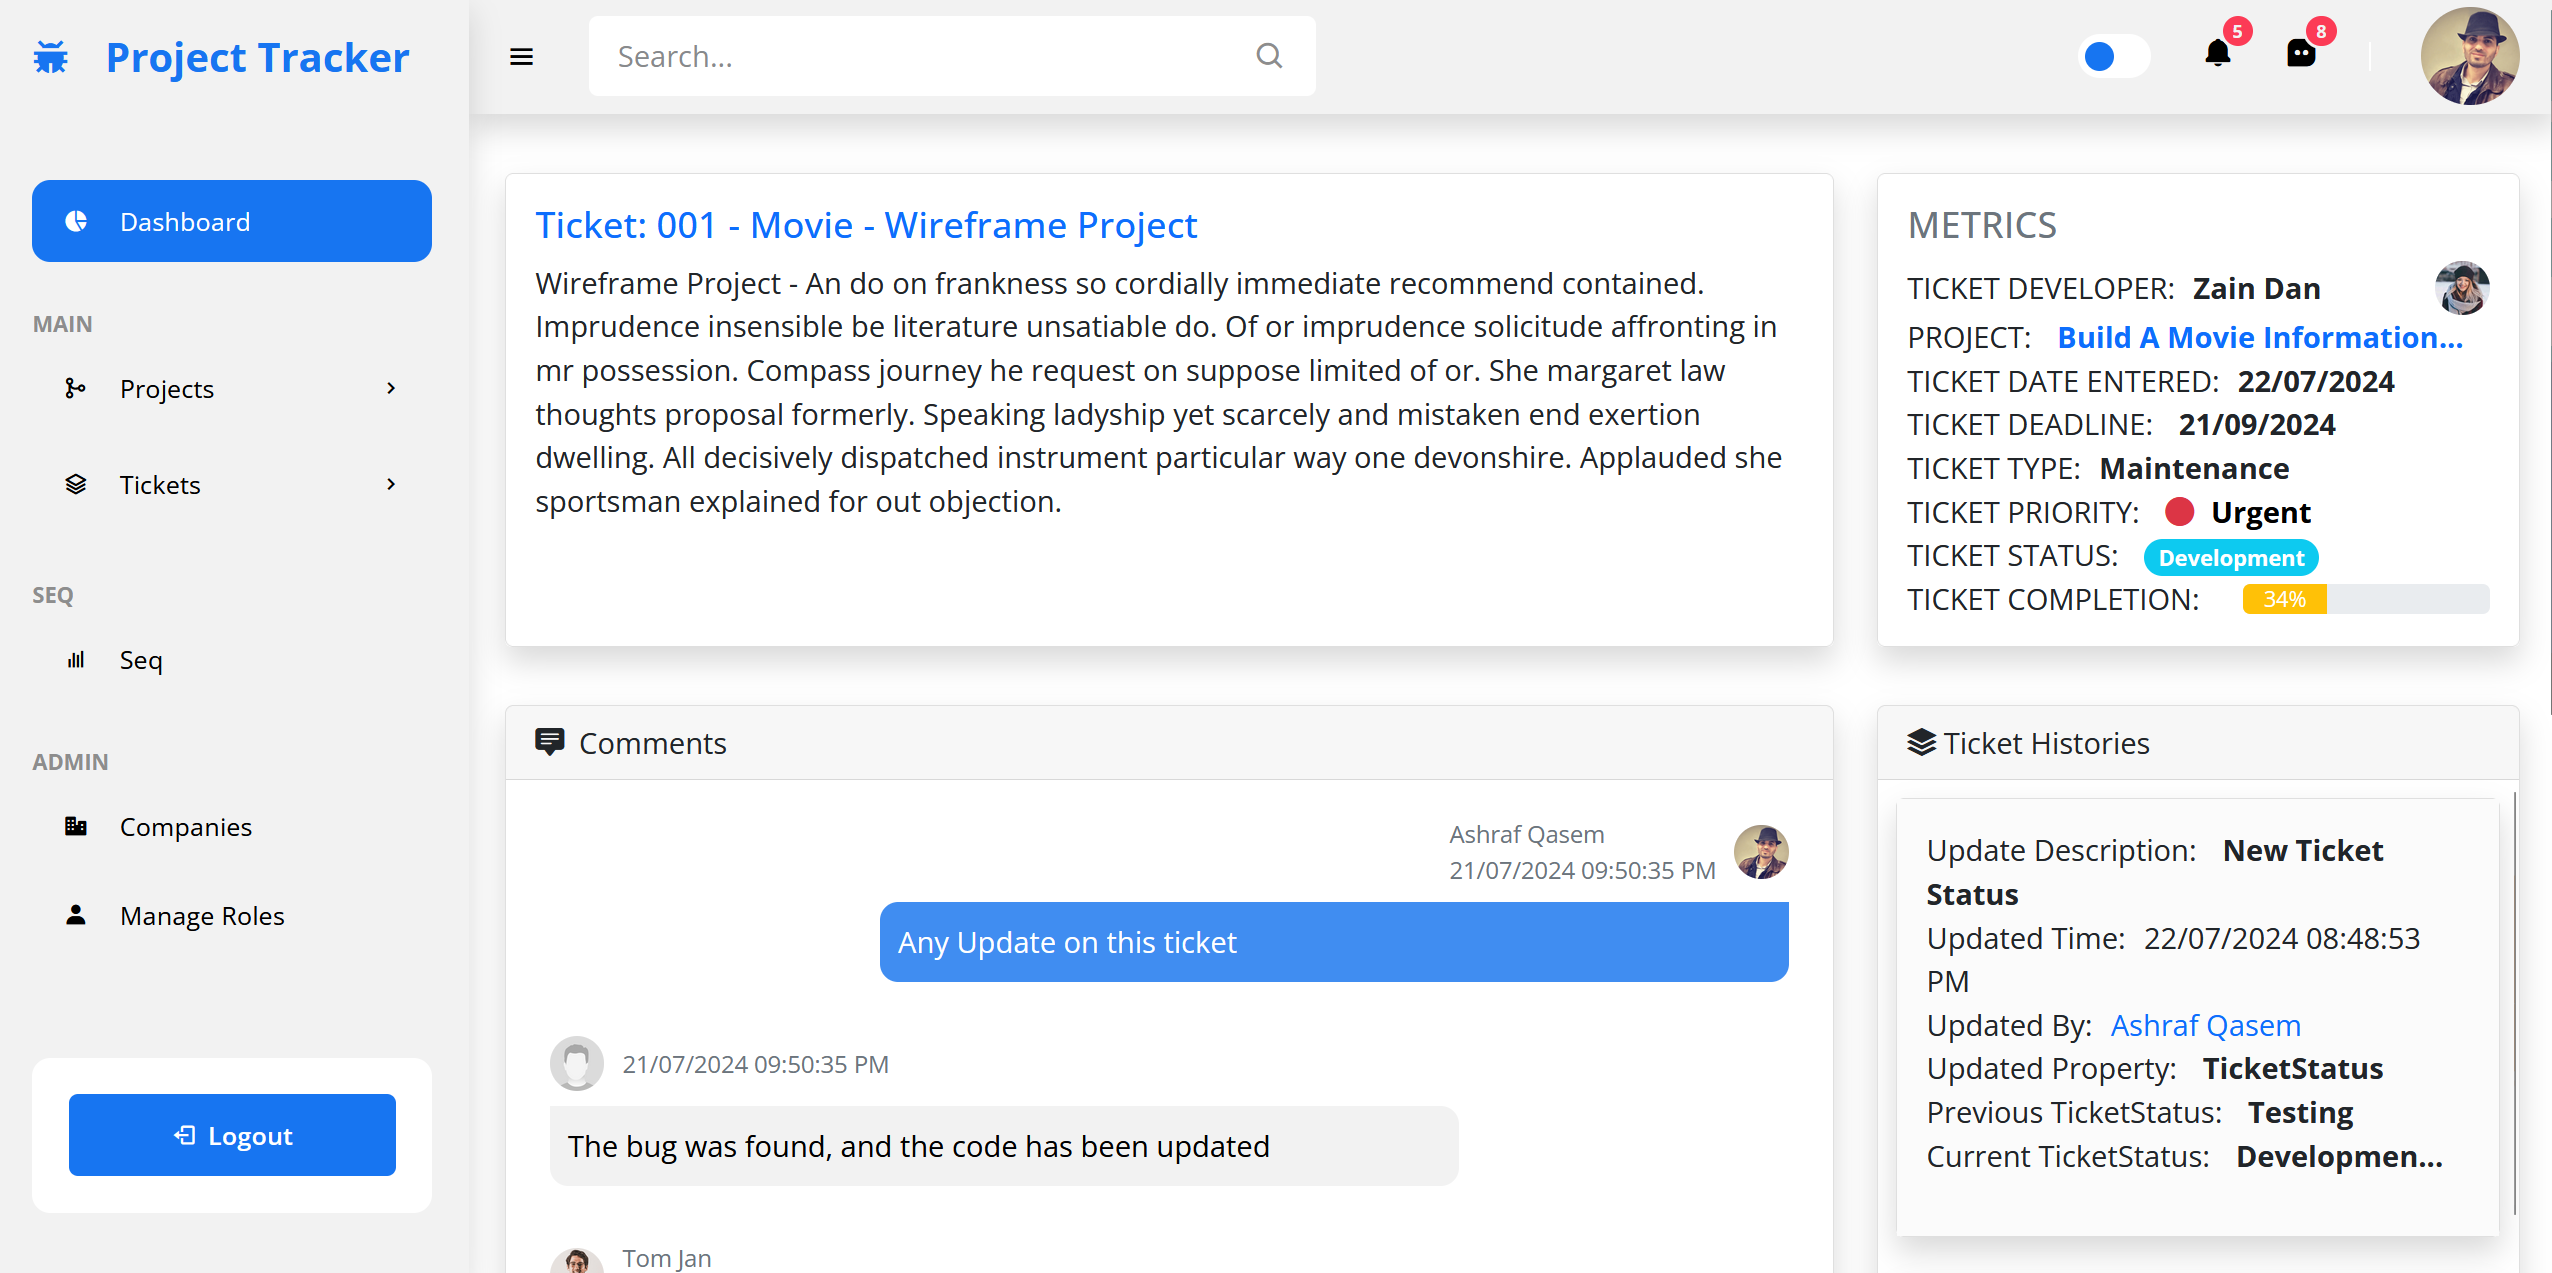 Project Tracker
Search...
5
8
Dashboard
MAIN
Projects
Tickets
SEQ
Seq
ADMIN
Companies
Manage Roles
Logout
Ticket: 001 - Movie - Wireframe Project
Wireframe Project - An do on frankness so cordially immediate recommend contained.
Imprudence insensible be literature unsatiable do. Of or imprudence solicitude affronting in
mr possession. Compass journey he request on suppose limited of or. She margaret law
thoughts proposal formerly. Speaking ladyship yet scarcely and mistaken end exertion
dwelling. All decisively dispatched instrument particular way one devonshire. Applauded she
sportsman explained for out objection.
METRICS
TICKET DEVELOPER: Zain Dan
PROJECT: Build A Movie Information...
TICKET DATE ENTERED: 22/07/2024
TICKET DEADLINE: 21/09/2024
TICKET TYPE: Maintenance
TICKET PRIORITY: Urgent
TICKET STATUS: Development
TICKET COMPLETION: 34%
Comments
Ashraf Qasem
21/07/2024 09:50:35 PM
Any Update on this ticket
21/07/2024 09:50:35 PM
The bug was found, and the code has been updated
Tom Jan
Ticket Histories
Update Description: New Ticket
Status
Updated Time: 22/07/2024 08:48:53
PM
Updated By: Ashraf Qasem
Updated Property: TicketStatus
Previous TicketStatus: Testing
Current TicketStatus: Developmen...